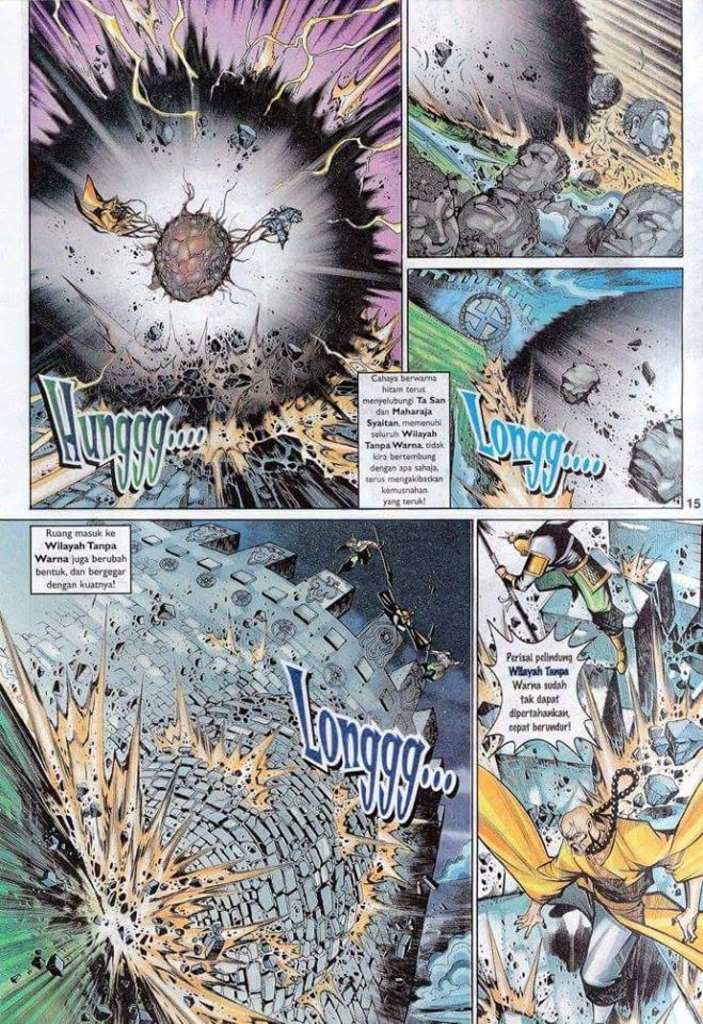 Hunggg....
Cahaya berwarna
hitam terus
menyelubungi Ta San
dan Maharaja
Syaitan, memenuhi
seluruh Wilayah
Tanpa Warna, tidak
kira bertembung
dengan apa sahaja,
terus mengakibatkan
kemusnahan
yang teruk!
Longg....
15
Ruang masuk ke
Wilayah Tanpa
Warna juga berubah
bentuk, dan bergegar
dengan kuatnya!
Longggg...
Perisai pelindung
Wilayah Tanpa
Warna sudah
tak dapat
dipertahankan,
cepat berundur!